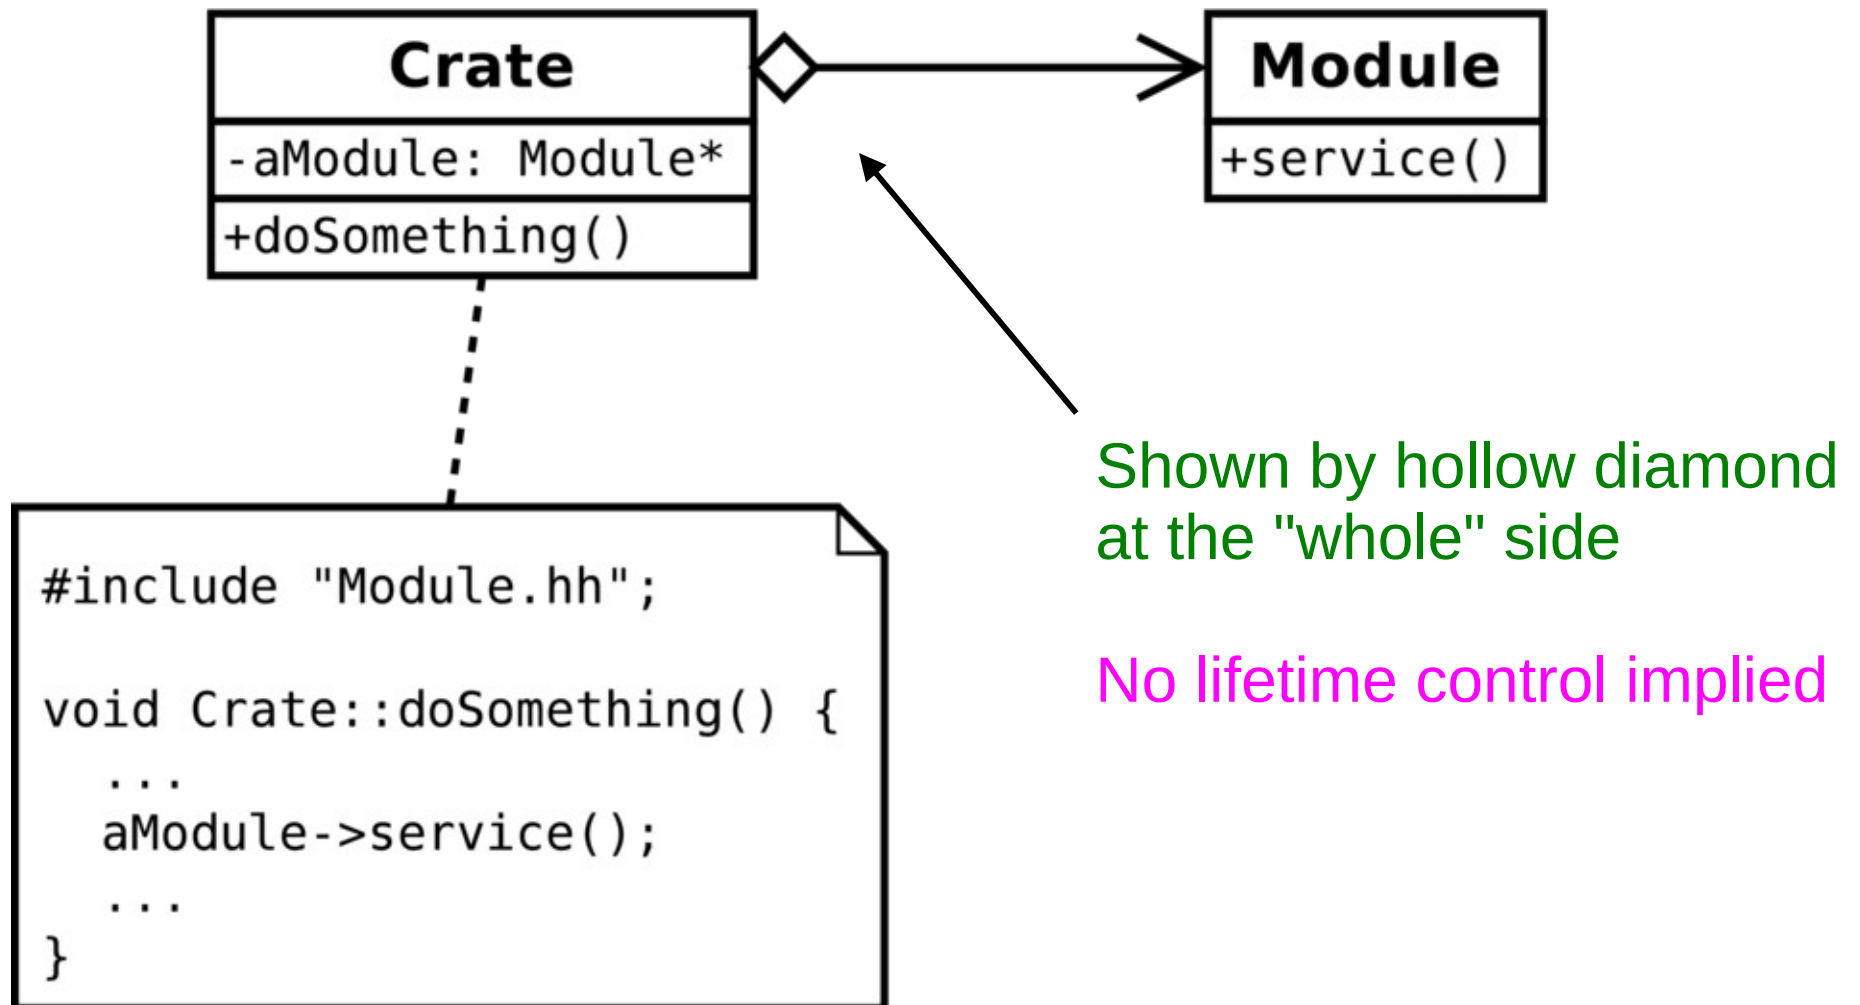 Crate
-aModule: Module*
+doSomething()
Module
+service()
Shown by hollow diamond
at the "whole" side
No lifetime control implied
#include "Module.hh";
void Crate::doSomething() {
...
aModule->service();
...
}